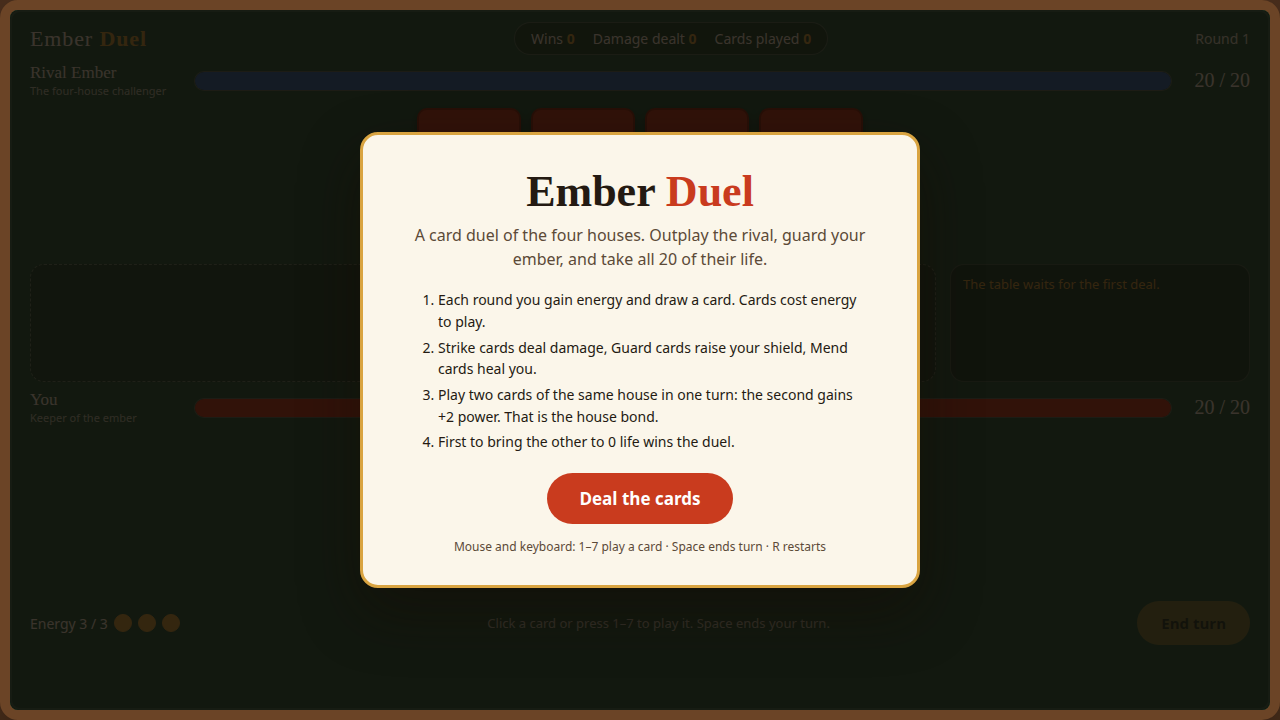 Ember Duel
Wins 0 Damage dealt 0 Cards played 0
Round 1
Rival Ember
The four-house challenger
20 / 20
Ember Duel
A card duel of the four houses. Outplay the rival, guard your
ember, and take all 20 of their life.
1. Each round you gain energy and draw a card. Cards cost energy
to play.
2. Strike cards deal damage, Guard cards raise your shield, Mend
cards heal you.
3. Play two cards of the same house in one turn: the second gains
+2 power. That is the house bond.
4. First to bring the other to 0 life wins the duel.
Deal the cards
Mouse and keyboard: 1–7 play a card · Space ends turn · R restarts
The table waits for the first deal.
You
Keeper of the ember
20 / 20
Energy 3 / 3
Click a card or press 1–7 to play it. Space ends your turn.
End turn